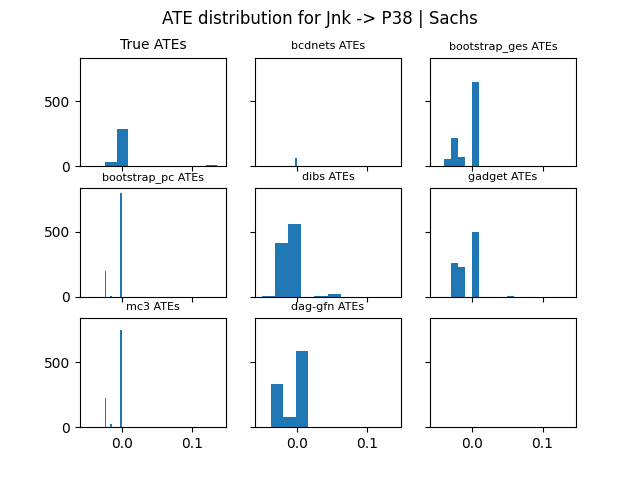 ATE distribution for Jnk -> P38 | Sachs
True ATEs
bcdnets ATEs
bootstrap_ges ATEs
500
0
bootstrap_pc ATEs
dibs ATEs
gadget ATEs
500
0
mc3 ATEs
dag-gfn ATEs
500
0
0.0 0.1 0.0 0.1 0.0 0.1